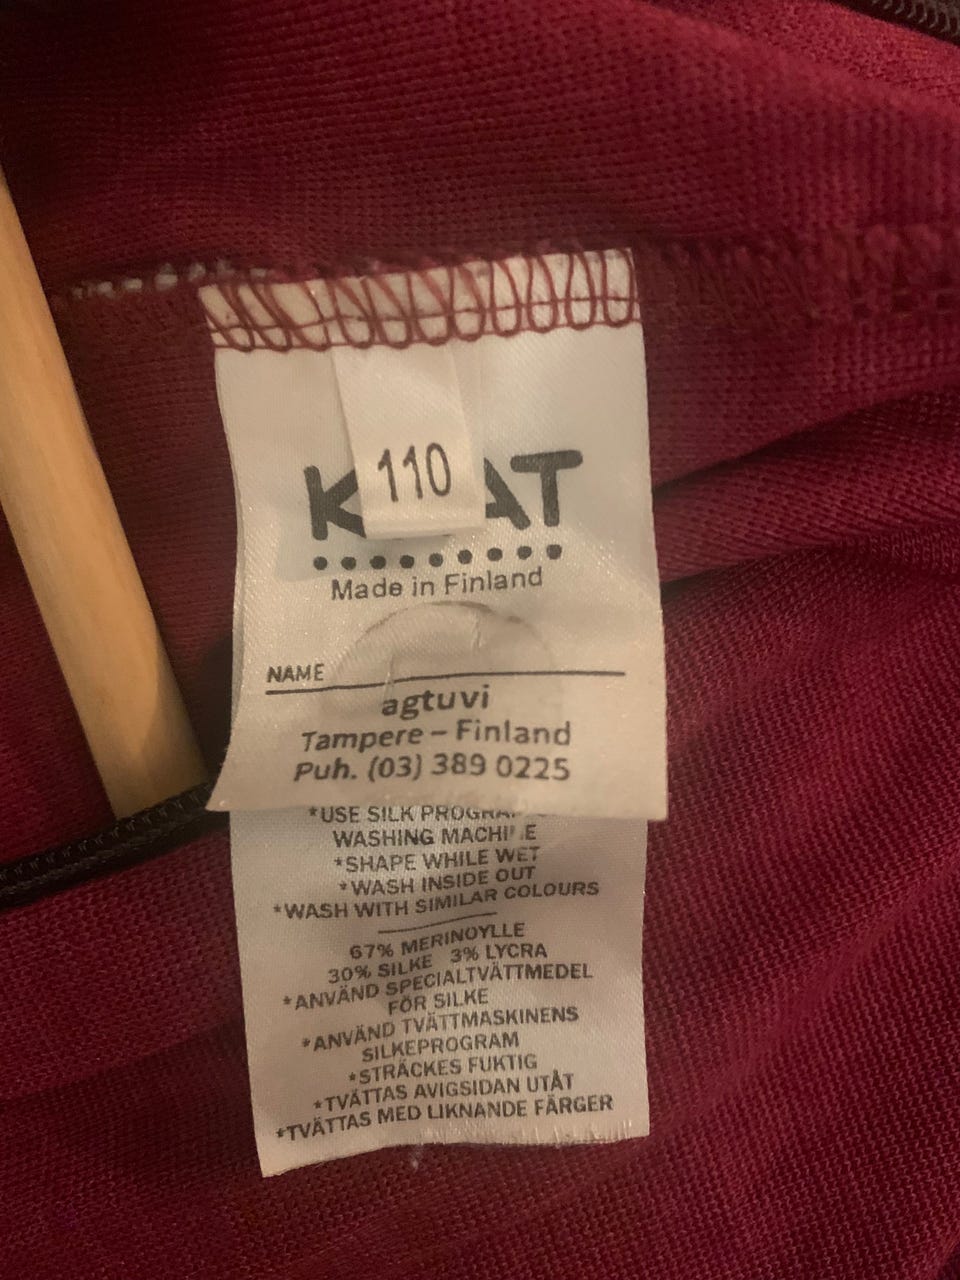 110
Made in Finland
NAME
agtuvi
Tampere – Finland
Puh. (03) 389 0225
*USE SILK
WASHING
*SHAPE WHILE WET
*WASH INSIDE OUT
*WASH WITH SIMILAR COLOURS
67% MERINOYLLE
30% SILKE 3% LYCRA
*ANVÄND SPECIALTVÄTTMEDEL
FÖR SILKE
*ANVÄND TVÄTTMASKINENS
SILKEPROGRAM
*STRÄCKES FUKTIG
*TVÄTTAS AVIGSIDAN UTÅT
*TVÄTTAS MED LIKNANDE FÄRGER